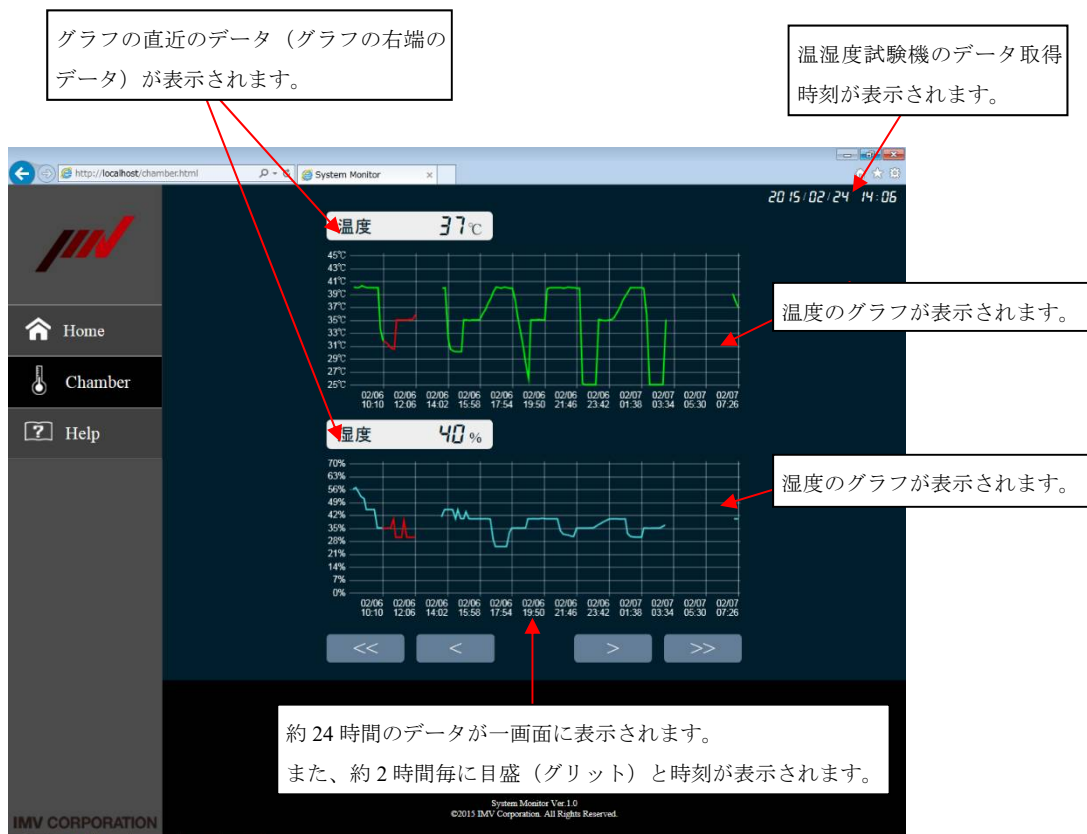 グラフの直近のデータ（グラフの右端の
データ）が表示されます。
温湿度試験機のデータ取得
時刻が表示されます。
http://localhost/chamber.html
System Monitor
2015/02/24 14:06
IMV
温度 37℃
45℃
43℃
41℃
39℃
37℃
35℃
33℃
31℃
29℃
27℃
25℃
02/06 02/06 02/06 02/06 02/06 02/06 02/06 02/06 02/07 02/07 02/07 02/07
10:10 12:06 14:02 15:58 17:54 19:50 21:46 23:42 01:38 03:34 05:30 07:26
温度のグラフが表示されます。
Home
Chamber
Help
湿度 40%
70%
63%
56%
49%
42%
35%
28%
21%
14%
7%
0%
02/06 02/06 02/06 02/06 02/06 02/06 02/06 02/06 02/07 02/07 02/07 02/07
10:10 12:06 14:02 15:58 17:54 19:50 21:46 23:42 01:38 03:34 05:30 07:26
湿度のグラフが表示されます。
<< < > >>
約 24 時間のデータが一画面に表示されます。
また、約 2 時間毎に目盛（グリット）と時刻が表示されます。
System Monitor Ver.1.0
©2015 IMV Corporation. All Rights Reserved.
IMV CORPORATION